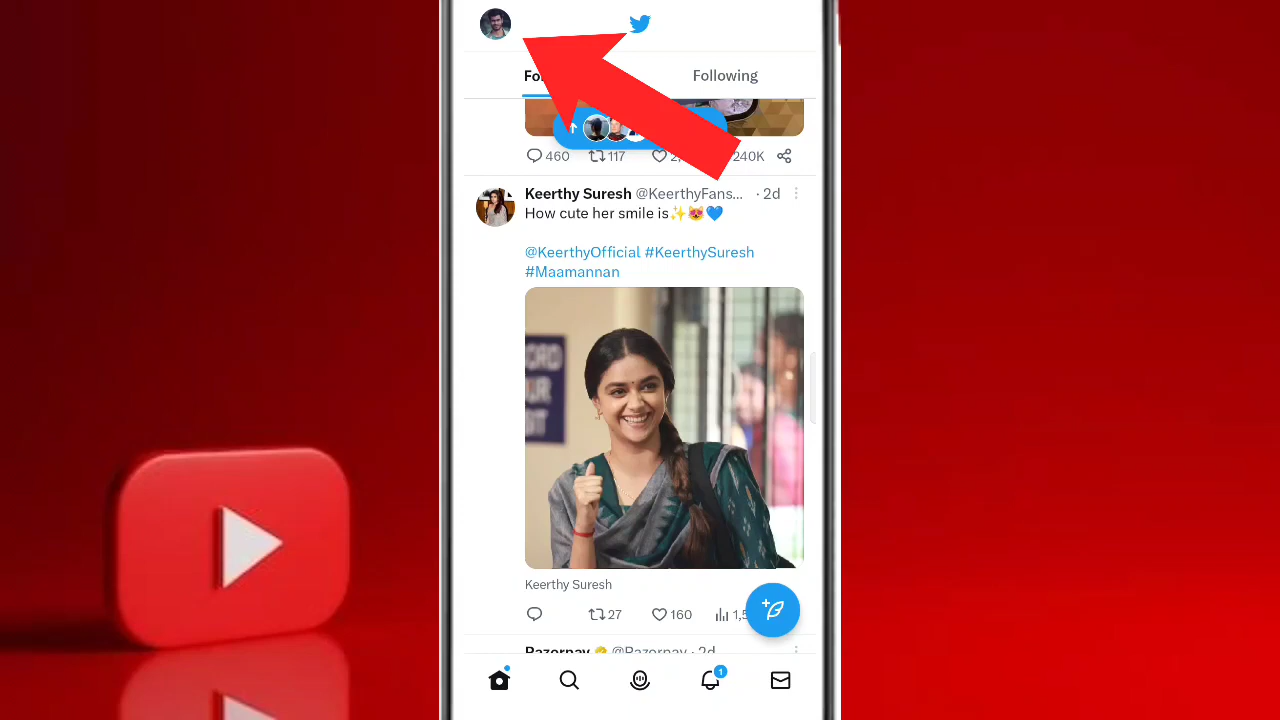 Following
460 117 240K
Keerthy Suresh @KeerthyFans... · 2d
How cute her smile is✨😻💙
@KeerthyOfficial #KeerthySuresh
#Maamannan
Keerthy Suresh
27 160
1